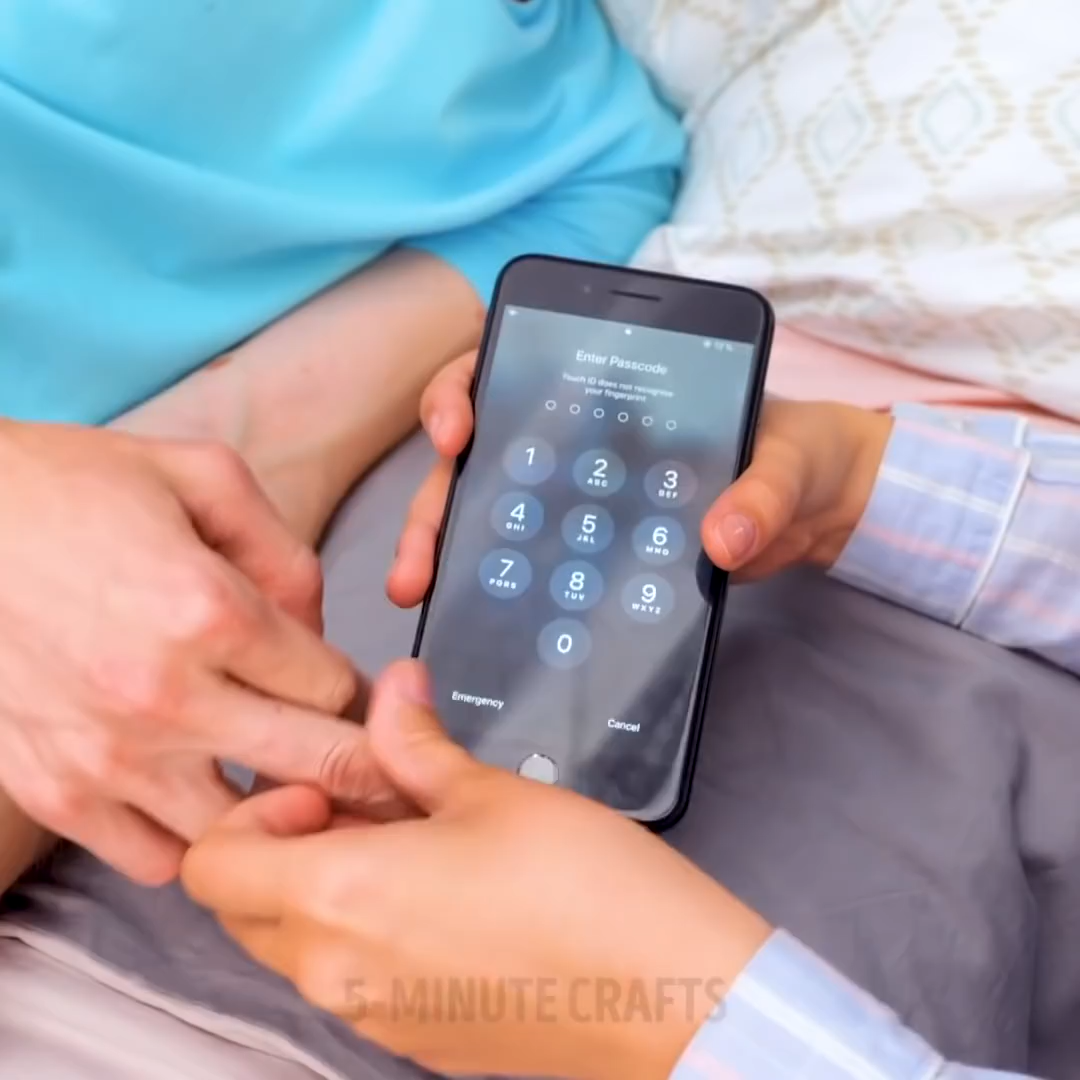 Enter Passcode
Touch ID does not recognise
your fingerprint
1
2
ABC
3
DEF
4
GHI
5
JKL
6
MNO
7
PQRS
8
TUV
9
WXYZ
0
Emergency
Cancel
5-MINUTE CRAFTS